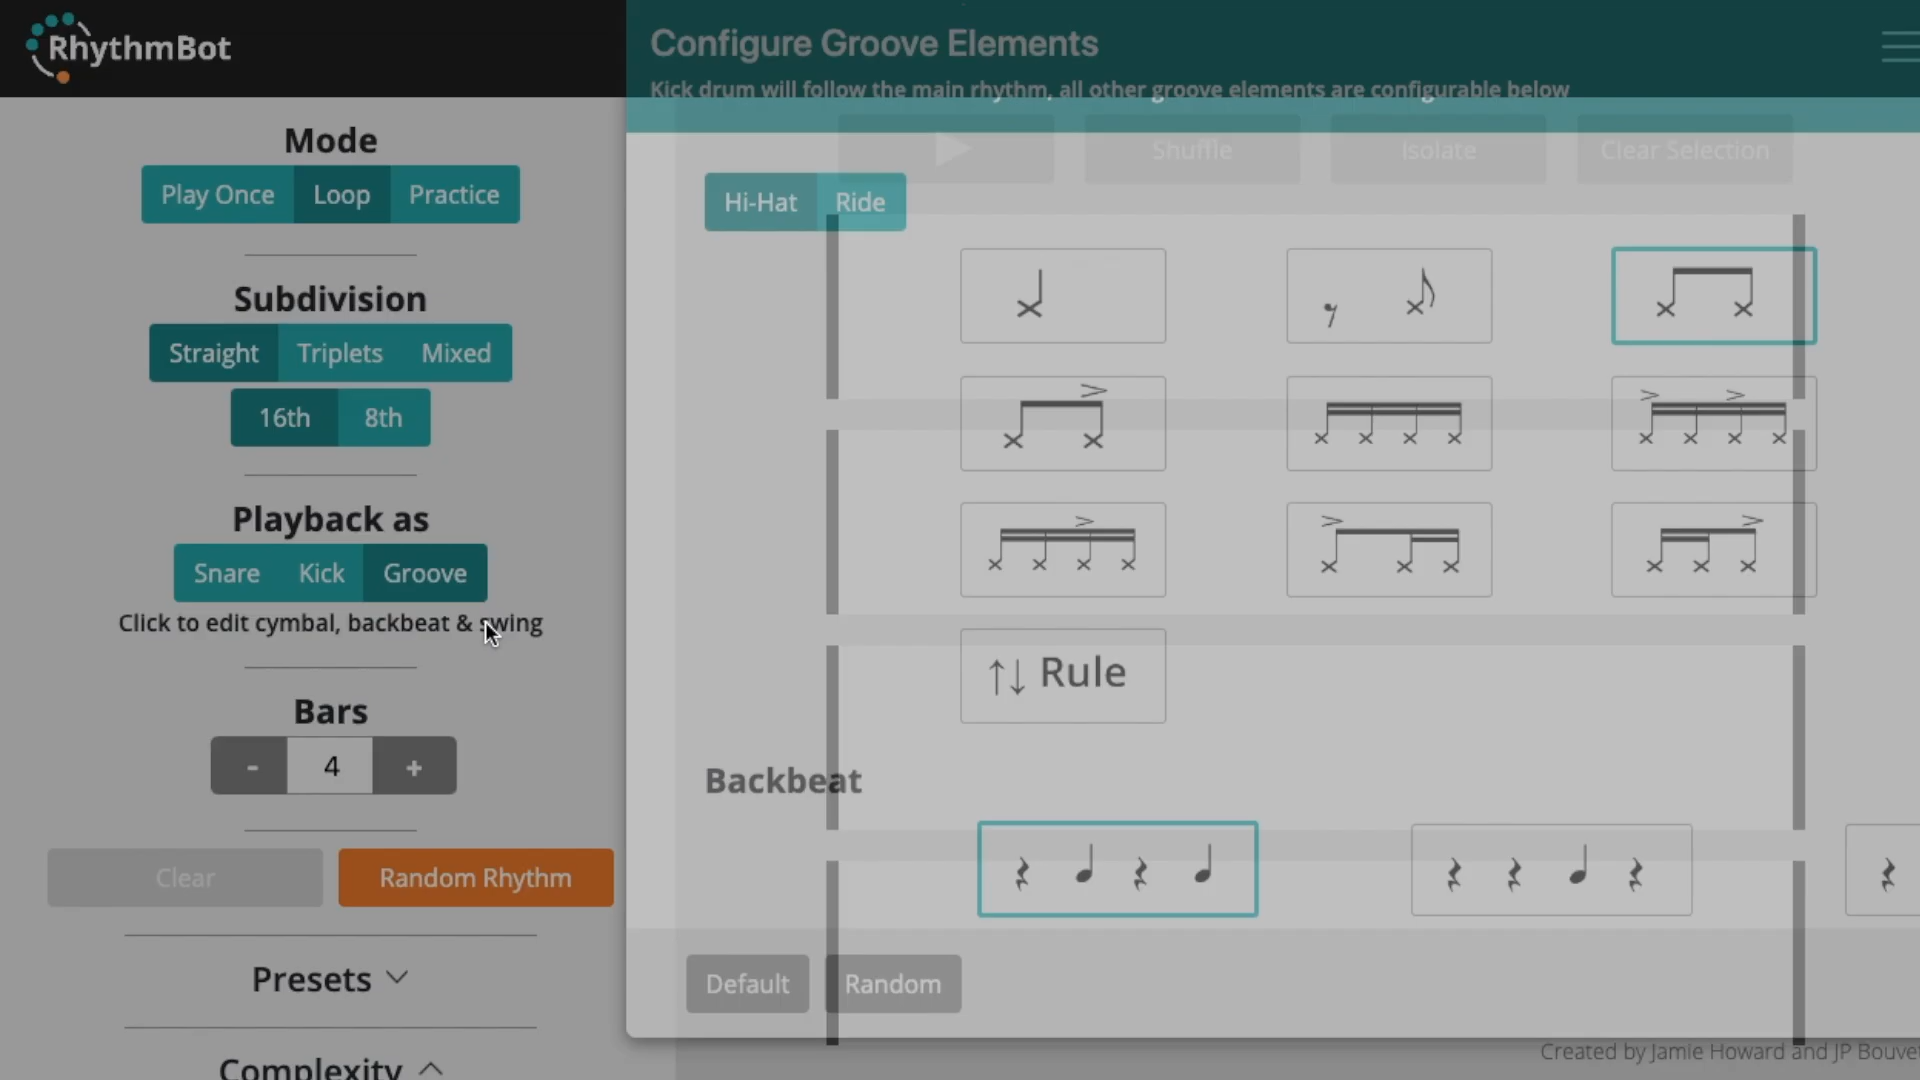 RhythmBot
Configure Groove Elements
Kick drum will follow the main rhythm, all other groove elements are configurable below
Mode
Play Once Loop Practice
Shuffle Isolate Clear Selection
Hi-Hat Ride
Subdivision
Straight Triplets Mixed
16th 8th
Playback as
Snare Kick Groove
Click to edit cymbal, backbeat & swing
↑↓ Rule
Bars
- 4 +
Backbeat
Clear Random Rhythm
Presets
Default Random
Complexity
Created by Jamie Howard and JP Bouve